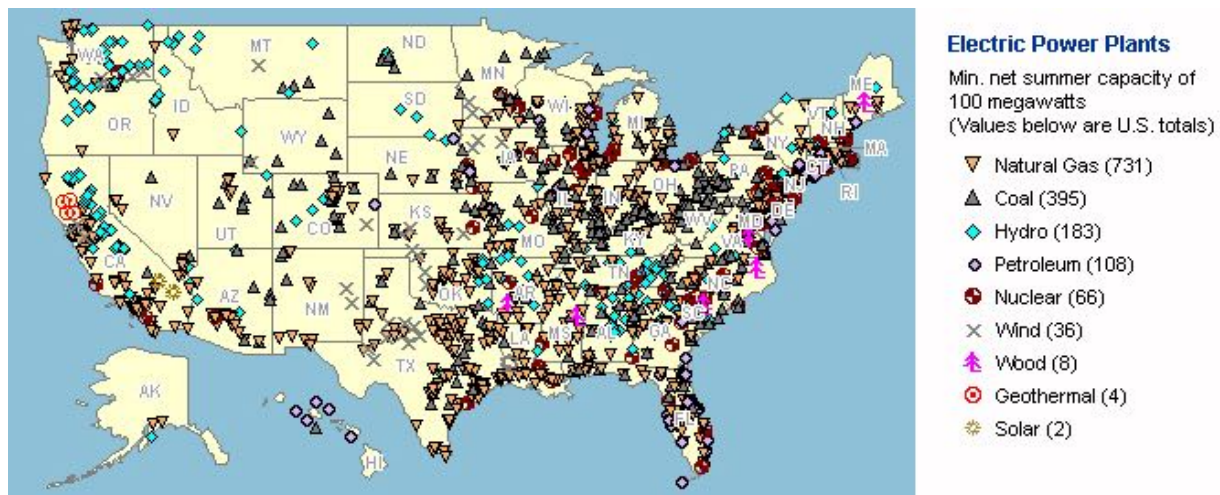 WA
MT
ND
MN
ME
OR
ID
SD
WI
MI
VT
NH
NY
MA
WY
IA
PA
CT
RI
NE
NJ
NV
IL
IN
OH
DE
MD
UT
CO
KS
MO
WV
VA
KY
CA
TN
NC
AZ
NM
OK
AR
SC
MS
AL
GA
TX
LA
AK
FL
HI
Electric Power Plants
Min. net summer capacity of
100 megawatts
(Values below are U.S. totals)
Natural Gas (731)
Coal (395)
Hydro (183)
Petroleum (108)
Nuclear (66)
Wind (36)
Wood (8)
Geothermal (4)
Solar (2)